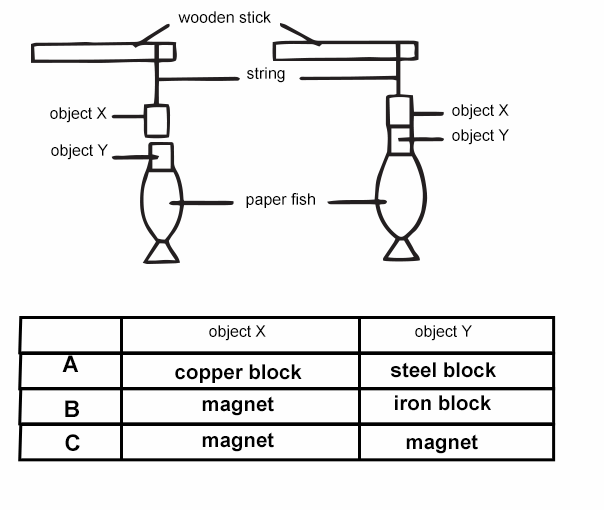 wooden stick
string
object X
object X
object Y
object Y
paper fish
object X object Y
A copper block steel block
B magnet iron block
C magnet magnet